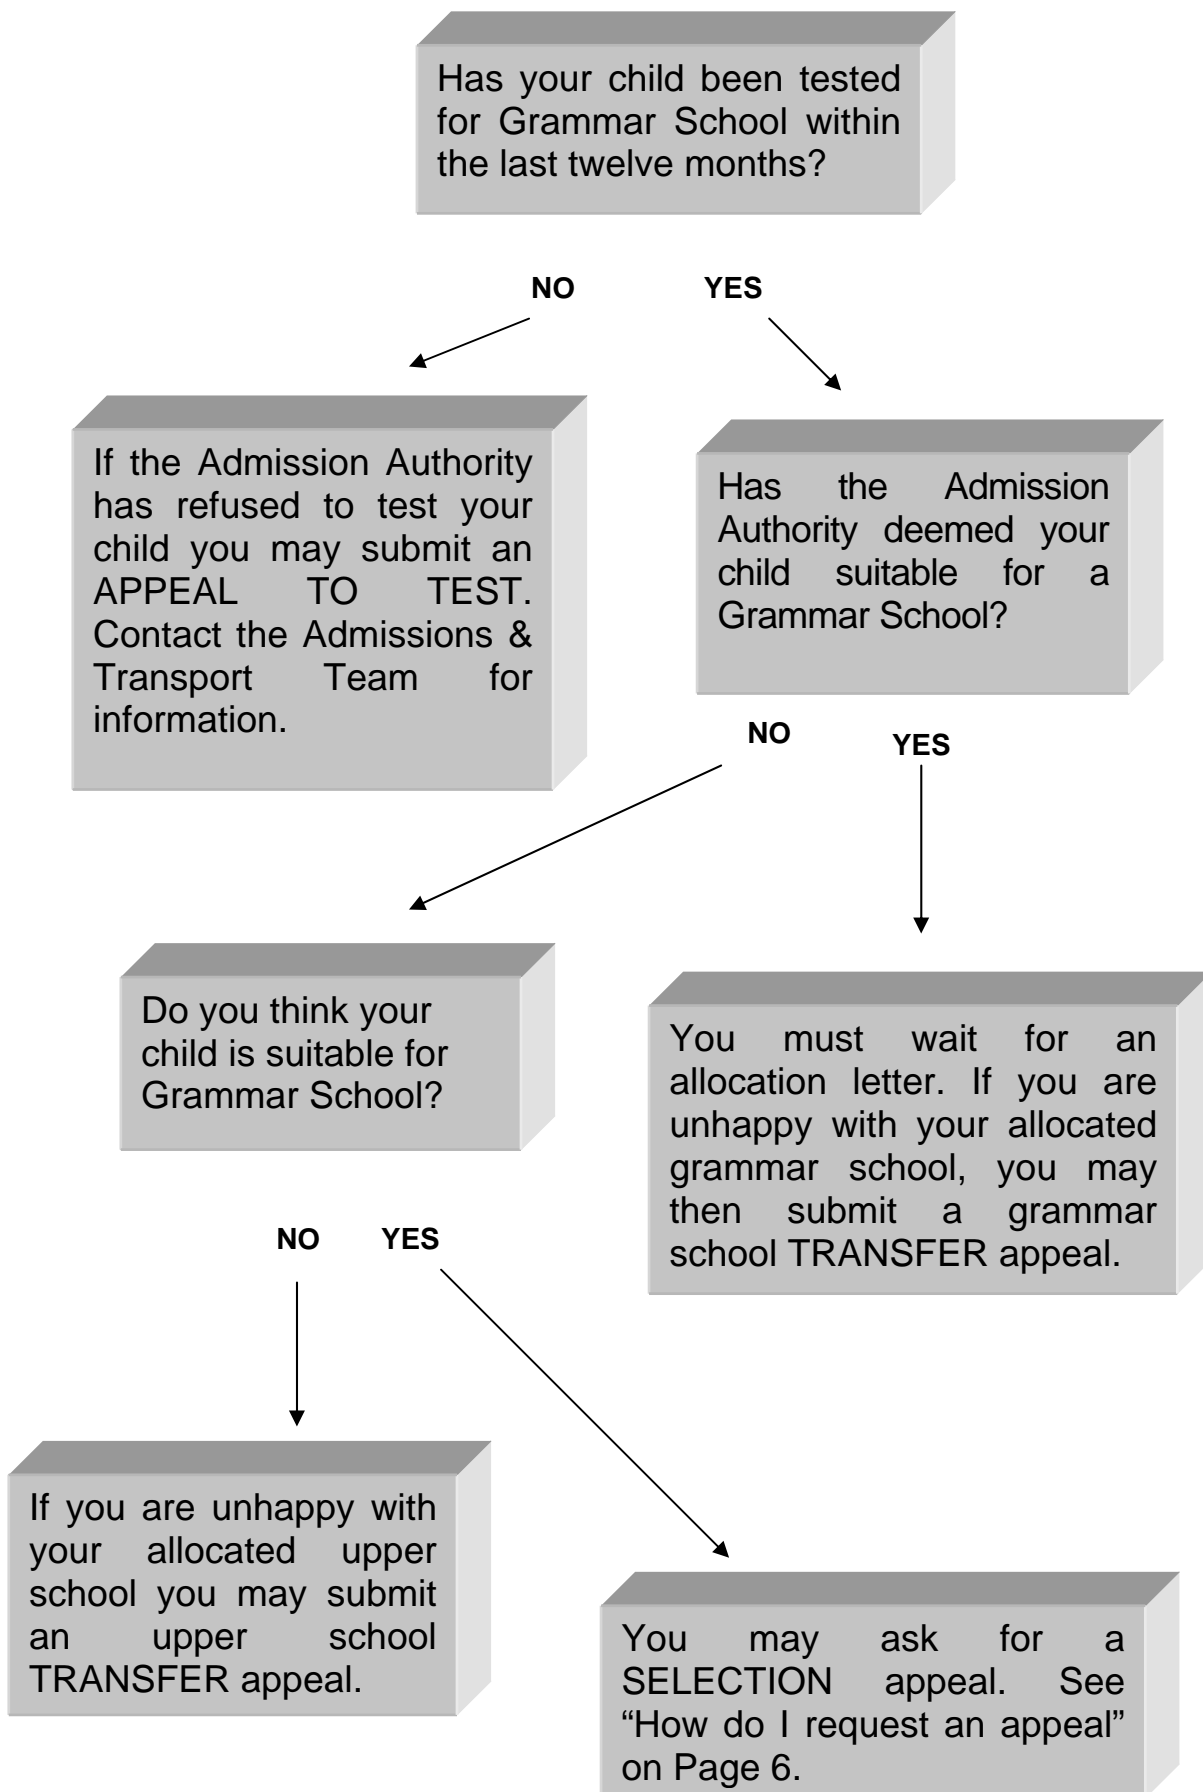 Has your child been tested
for Grammar School within
the last twelve months?
NO YES
If the Admission Authority
has refused to test your
child you may submit an
APPEAL TO TEST.
Contact the Admissions &
Transport Team for
information.
Has the Admission
Authority deemed your
child suitable for a
Grammar School?
NO YES
Do you think your
child is suitable for
Grammar School?
You must wait for an
allocation letter. If you are
unhappy with your allocated
grammar school, you may
then submit a grammar
school TRANSFER appeal.
NO YES
If you are unhappy with
your allocated upper
school you may submit
an upper school
TRANSFER appeal.
You may ask for a
SELECTION appeal. See
“How do I request an appeal”
on Page 6.